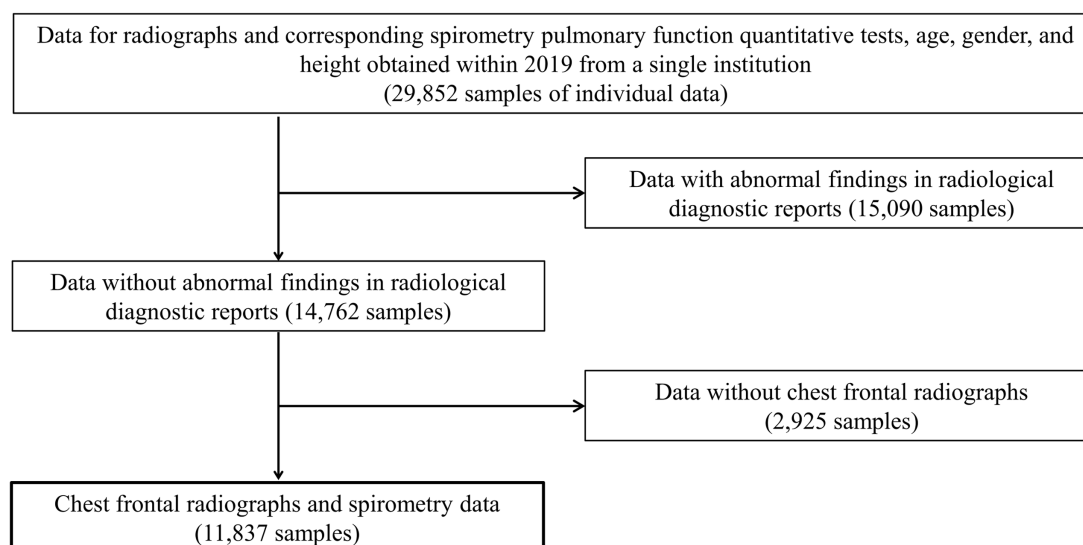 Data for radiographs and corresponding spirometry pulmonary function quantitative tests, age, gender, and
height obtained within 2019 from a single institution
(29,852 samples of individual data)
Data with abnormal findings in radiological
diagnostic reports (15,090 samples)
Data without abnormal findings in radiological
diagnostic reports (14,762 samples)
Data without chest frontal radiographs
(2,925 samples)
Chest frontal radiographs and spirometry data
(11,837 samples)